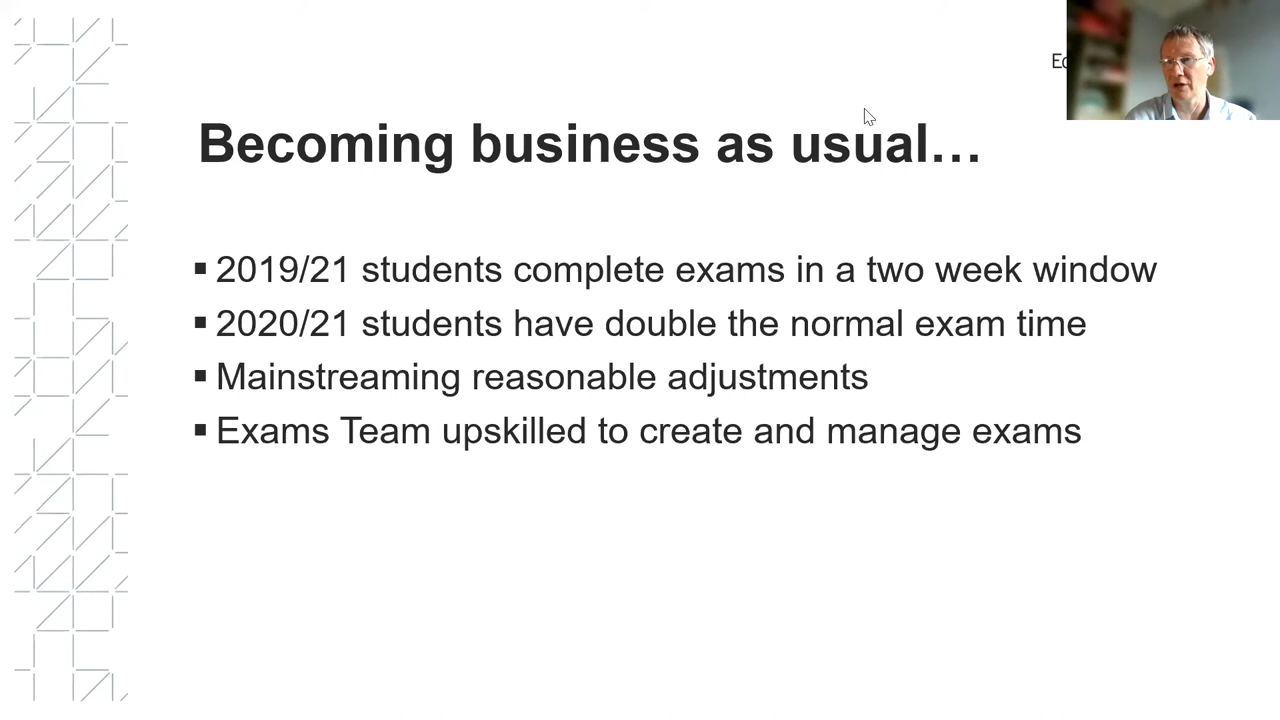 Becoming business as usual…
▪ 2019/21 students complete exams in a two week window
▪ 2020/21 students have double the normal exam time
▪ Mainstreaming reasonable adjustments
▪ Exams Team upskilled to create and manage exams